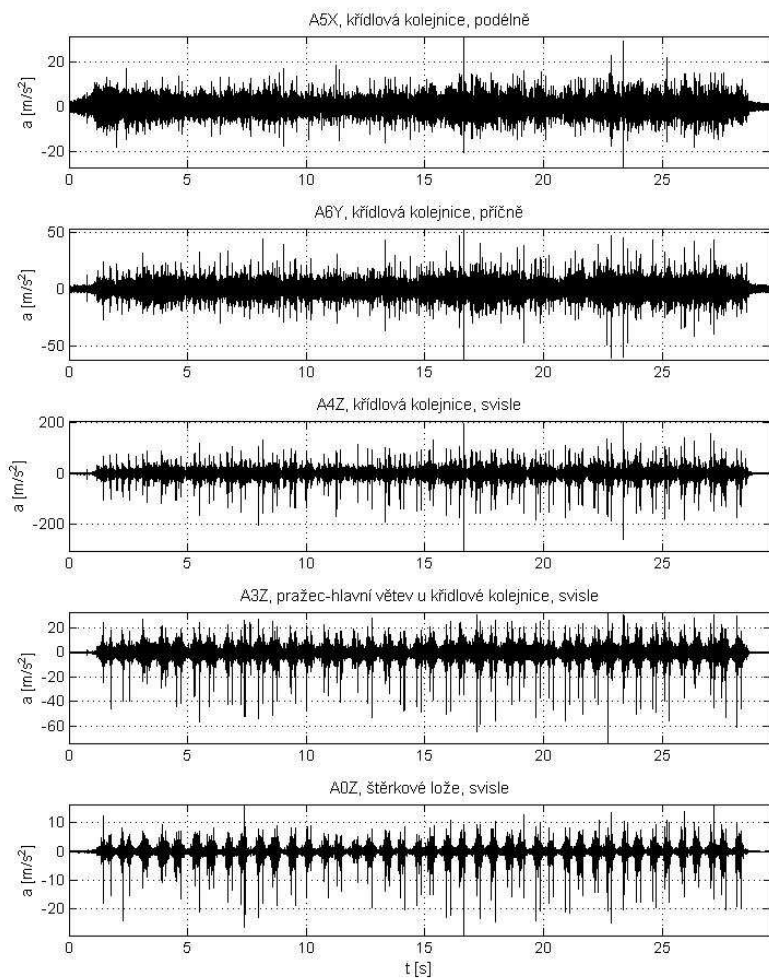 A5X, křídlová kolejnice, podélně
a [m/s²]
20
0
-20
0 5 10 15 20 25
A6Y, křídlová kolejnice, příčně
a [m/s²]
50
0
-50
0 5 10 15 20 25
A4Z, křídlová kolejnice, svisle
a [m/s²]
200
0
-200
0 5 10 15 20 25
A3Z, pražec-hlavní větev u křidlové kolejnice, svisle
a [m/s²]
20
0
-20
-40
-60
0 5 10 15 20 25
A0Z, štěrkové lože, svisle
a [m/s²]
10
0
-10
-20
0 5 10 15 20 25
t [s]